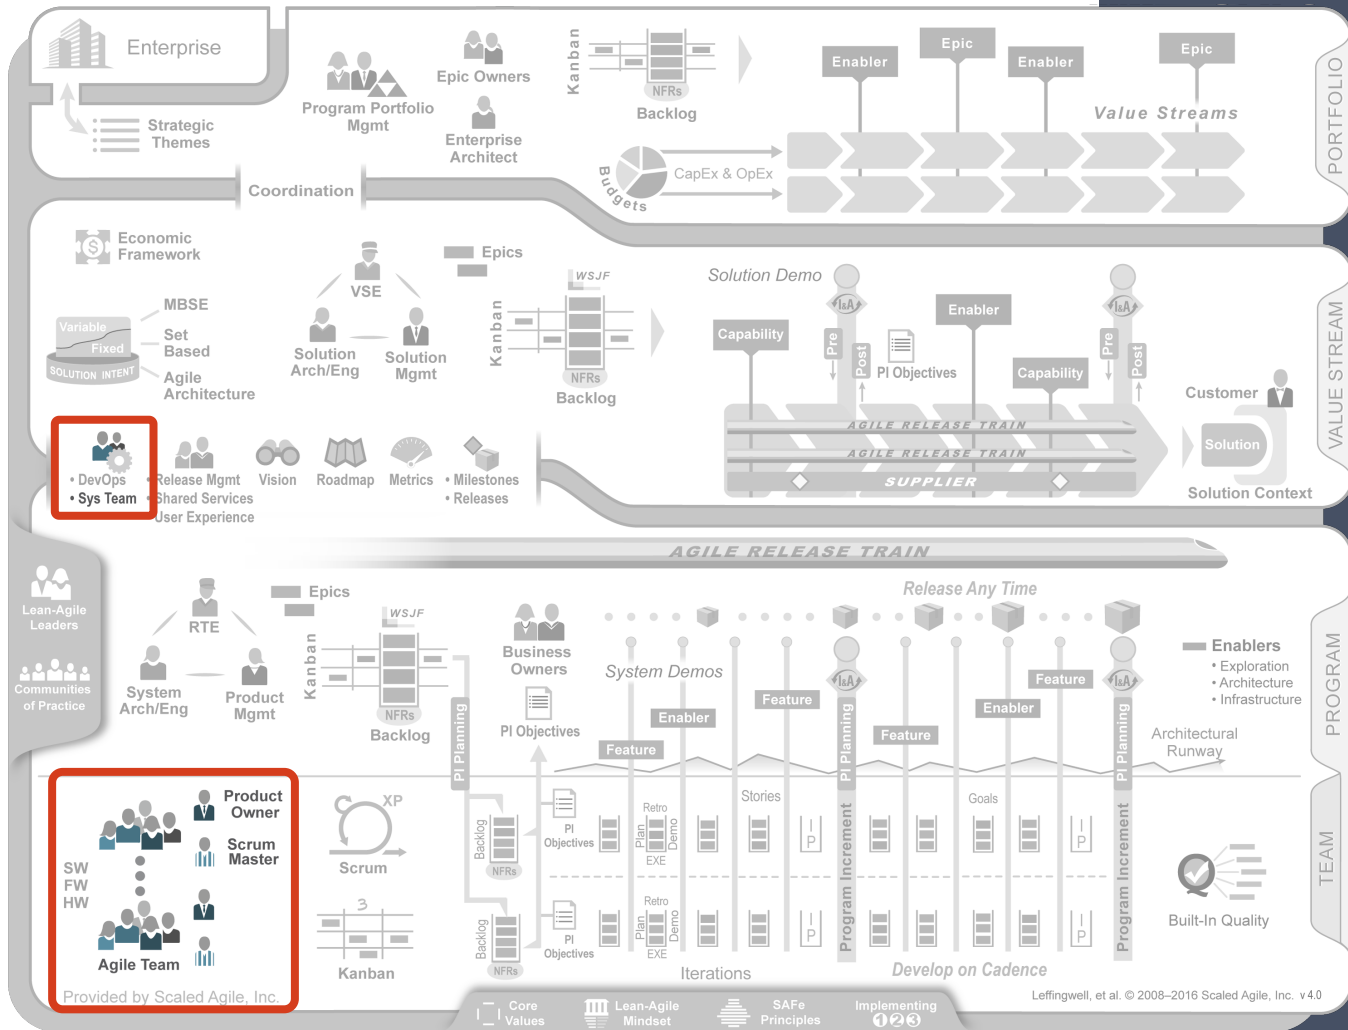 Enterprise
Strategic
Themes
Program Portfolio
Mgmt
Epic Owners
Enterprise
Architect
Kanban
NFRs
Backlog
Enabler
Epic
Enabler
Epic
Value Streams
Budgets
CapEx & OpEx
PORTFOLIO
Coordination
Economic
Framework
MBSE
Variable
Fixed
Set
Based
SOLUTION INTENT
Agile
Architecture
VSE
Solution
Arch/Eng
Solution
Mgmt
Epics
Kanban
WSJF
NFRs
Backlog
Solution Demo
Capability
I&A
Pre
Post
PI Objectives
Enabler
Capability
I&A
Pre
Post
AGILE RELEASE TRAIN
AGILE RELEASE TRAIN
SUPPLIER
Customer
Solution
Solution Context
VALUE STREAM
• DevOps
• Sys Team
• Release Mgmt
• Shared Services
User Experience
Vision
Roadmap
Metrics
• Milestones
• Releases
Lean-Agile
Leaders
Communities
of Practice
AGILE RELEASE TRAIN
RTE
System
Arch/Eng
Product
Mgmt
Epics
Kanban
WSJF
NFRs
Backlog
PI Planning
Business
Owners
PI Objectives
Release Any Time
System Demos
Feature
Enabler
Feature
I&A
PI Planning
Feature
Enabler
Feature
I&A
PI Planning
Enablers
• Exploration
• Architecture
• Infrastructure
Architectural
Runway
PROGRAM
Product
Owner
Scrum
Master
SW
FW
HW
Agile Team
Provided by Scaled Agile, Inc.
XP
Scrum
3
Kanban
Backlog
NFRs
PI
Objectives
Plan
Retro
EXE
Demo
Stories
I
P
Goals
I
P
Backlog
NFRs
PI
Objectives
Plan
Retro
EXE
Demo
I
P
I
P
Program Increment
Program Increment
Iterations
Develop on Cadence
Built-In Quality
TEAM
Leffingwell, et al. © 2008–2016 Scaled Agile, Inc. v 4.0
Core
Values
Lean-Agile
Mindset
SAFe
Principles
Implementing
1 2 3